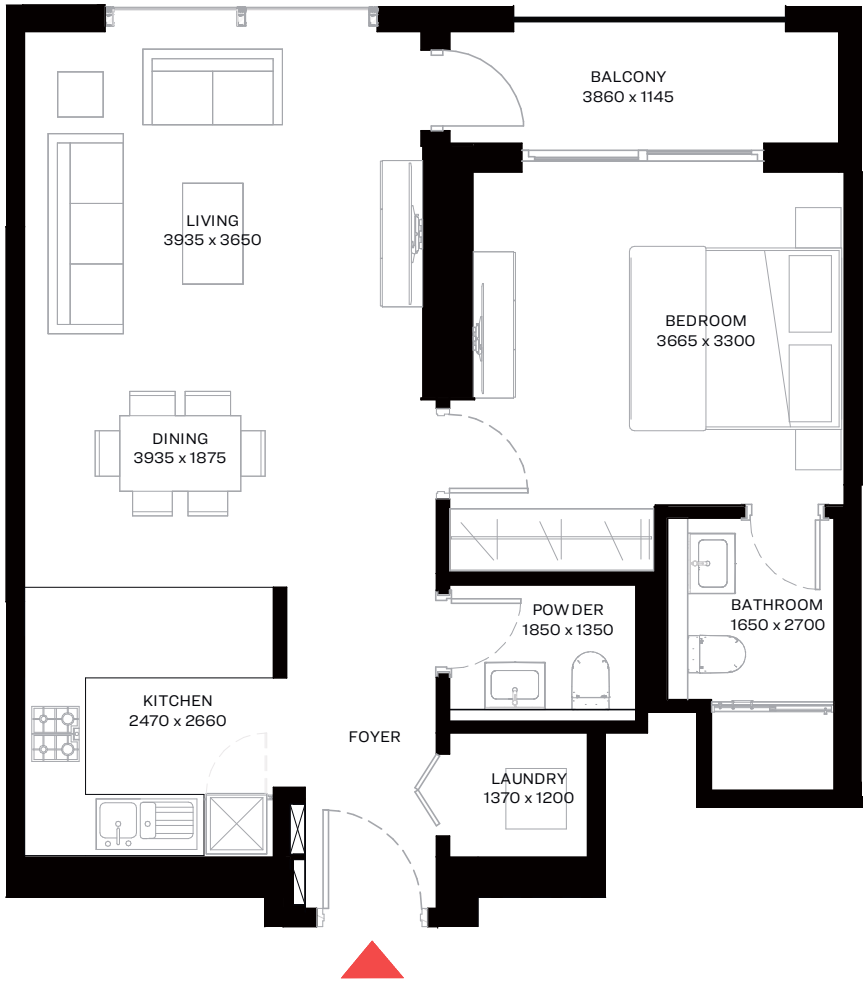 BALCONY
3860 x 1145
LIVING
3935 x 3650
BEDROOM
3665 x 3300
DINING
3935 x 1875
POWDER
1850 x 1350
BATHROOM
1650 x 2700
KITCHEN
2470 x 2660
FOYER
LAUNDRY
1370 x 1200